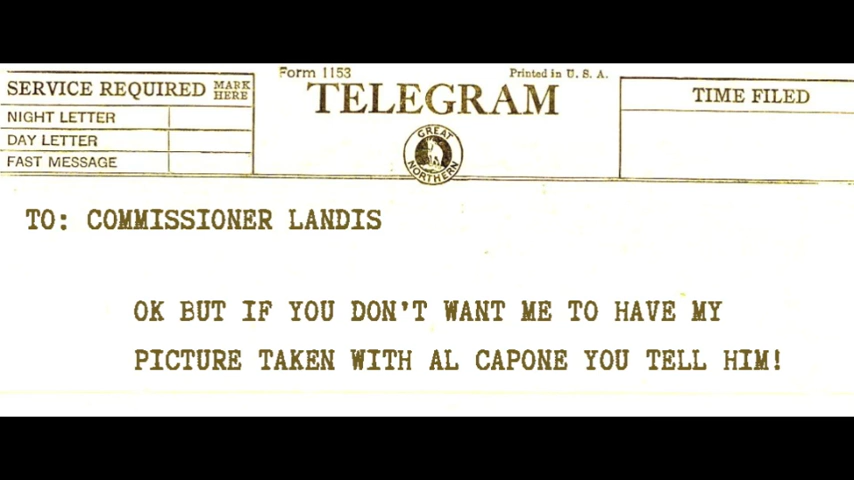 Form 1153
Printed in U. S. A.
SERVICE REQUIRED MARK HERE
TELEGRAM
TIME FILED
NIGHT LETTER
DAY LETTER
FAST MESSAGE
GREAT NORTHERN
TO: COMMISSIONER LANDIS
OK BUT IF YOU DON'T WANT ME TO HAVE MY
PICTURE TAKEN WITH AL CAPONE YOU TELL HIM!